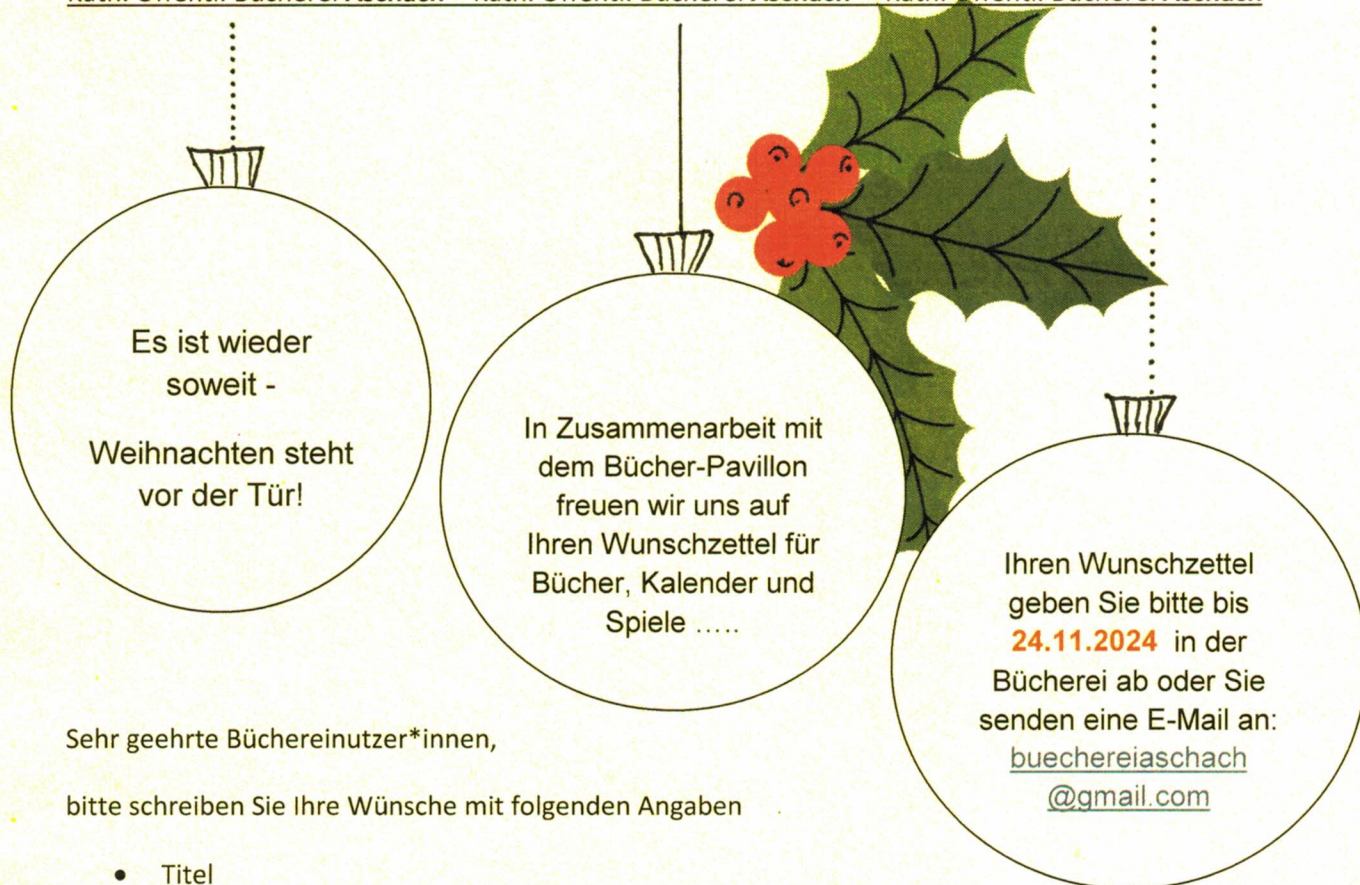 Es ist wieder
soweit -
Weihnachten steht
vor der Tür!
In Zusammenarbeit mit
dem Bücher-Pavillon
freuen wir uns auf
Ihren Wunschzettel für
Bücher, Kalender und
Spiele .....
Ihren Wunschzettel
geben Sie bitte bis
24.11.2024 in der
Bücherei ab oder Sie
senden eine E-Mail an:
buechereiaschach
@gmail.com
Sehr geehrte Büchereinutzer*innen,
bitte schreiben Sie Ihre Wünsche mit folgenden Angaben
• Titel